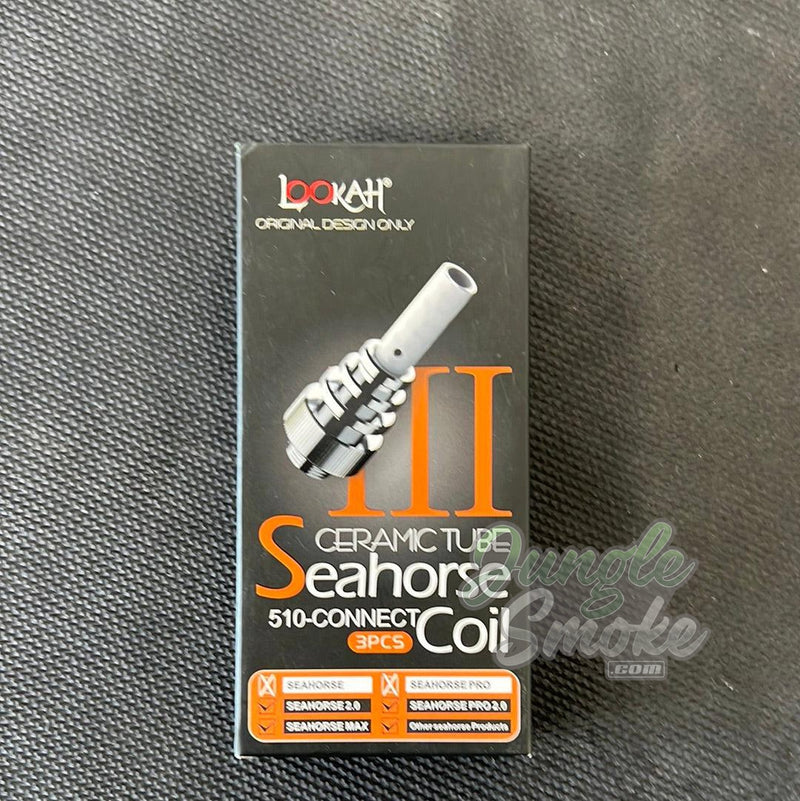 LOOKAH®
ORIGINAL DESIGN ONLY
III
CERAMIC TUBE
Seahorse
510-CONNECT Coil
3PCS
SEAHORSE SEAHORSE PRO
SEAHORSE 2.0 SEAHORSE PRO 2.0
SEAHORSE MAX Other seahorse Products
Jungle
Smoke
.com